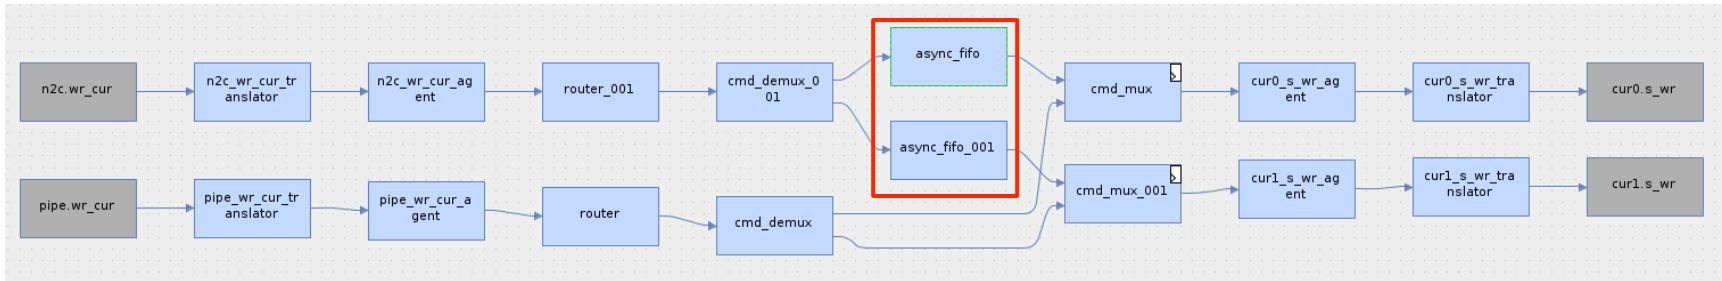 n2c.wr_cur
n2c_wr_cur_tr
anslator
n2c_wr_cur_ag
ent
router_001
cmd_demux_0
01
async_fifo
async_fifo_001
cmd_mux
cur0_s_wr_ag
ent
cur0_s_wr_tra
nslator
cur0.s_wr
pipe.wr_cur
pipe_wr_cur_tr
anslator
pipe_wr_cur_a
gent
router
cmd_demux
cmd_mux_001
cur1_s_wr_ag
ent
cur1_s_wr_tra
nslator
cur1.s_wr